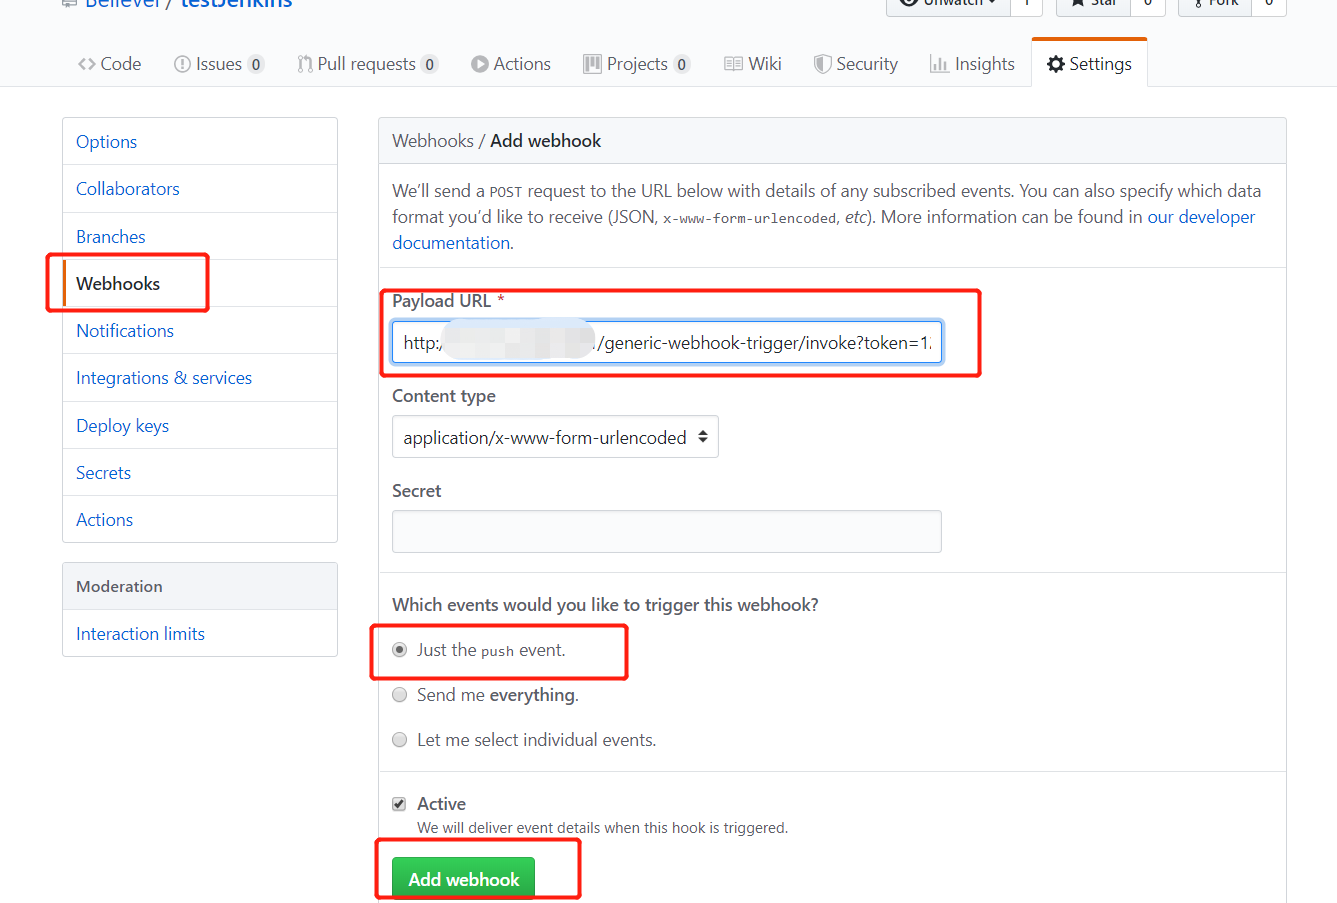 Believer / testJenkins
Unwatch 1 Star 0 Fork 0
Code Issues 0 Pull requests 0 Actions Projects 0 Wiki Security Insights Settings
Options
Collaborators
Branches
Webhooks
Notifications
Integrations & services
Deploy keys
Secrets
Actions
Moderation
Interaction limits
Webhooks / Add webhook
We’ll send a POST request to the URL below with details of any subscribed events. You can also specify which data
format you’d like to receive (JSON, x-www-form-urlencoded, etc). More information can be found in our developer
documentation.
Payload URL *
http:/ /generic-webhook-trigger/invoke?token=1
Content type
application/x-www-form-urlencoded
Secret
Which events would you like to trigger this webhook?
Just the push event.
Send me everything.
Let me select individual events.
Active
We will deliver event details when this hook is triggered.
Add webhook